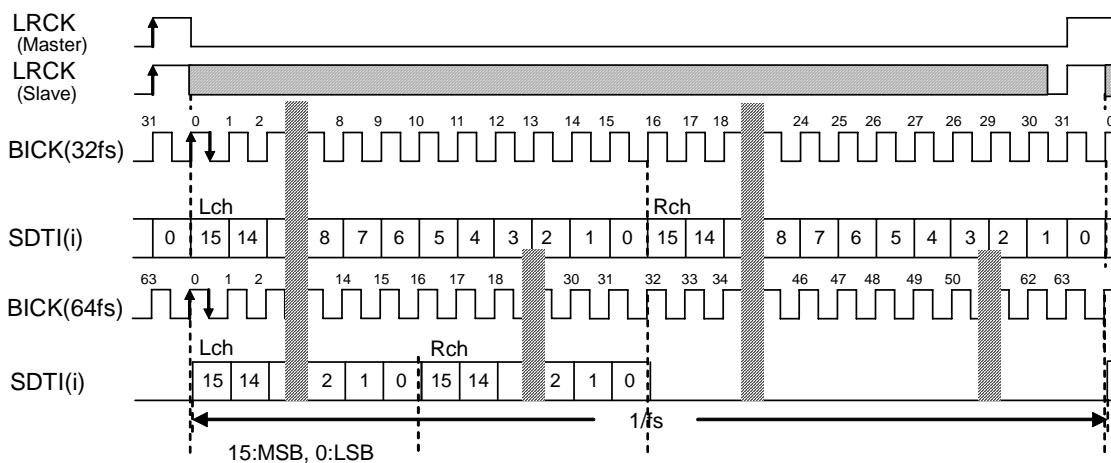 LRCK
(Master)
LRCK
(Slave)
31 0 1 2 8 9 10 11 12 13 14 15 16 17 18 24 25 26 27 26 29 30 31 0
BICK(32fs)
Lch Rch
SDTI(i) 0 15 14 8 7 6 5 4 3 2 1 0 15 14 8 7 6 5 4 3 2 1 0
63 0 1 2 14 15 16 17 18 30 31 32 33 34 46 47 48 49 50 62 63
BICK(64fs)
Lch Rch
SDTI(i) 15 14 2 1 0 15 14 2 1 0
1/fs
15:MSB, 0:LSB